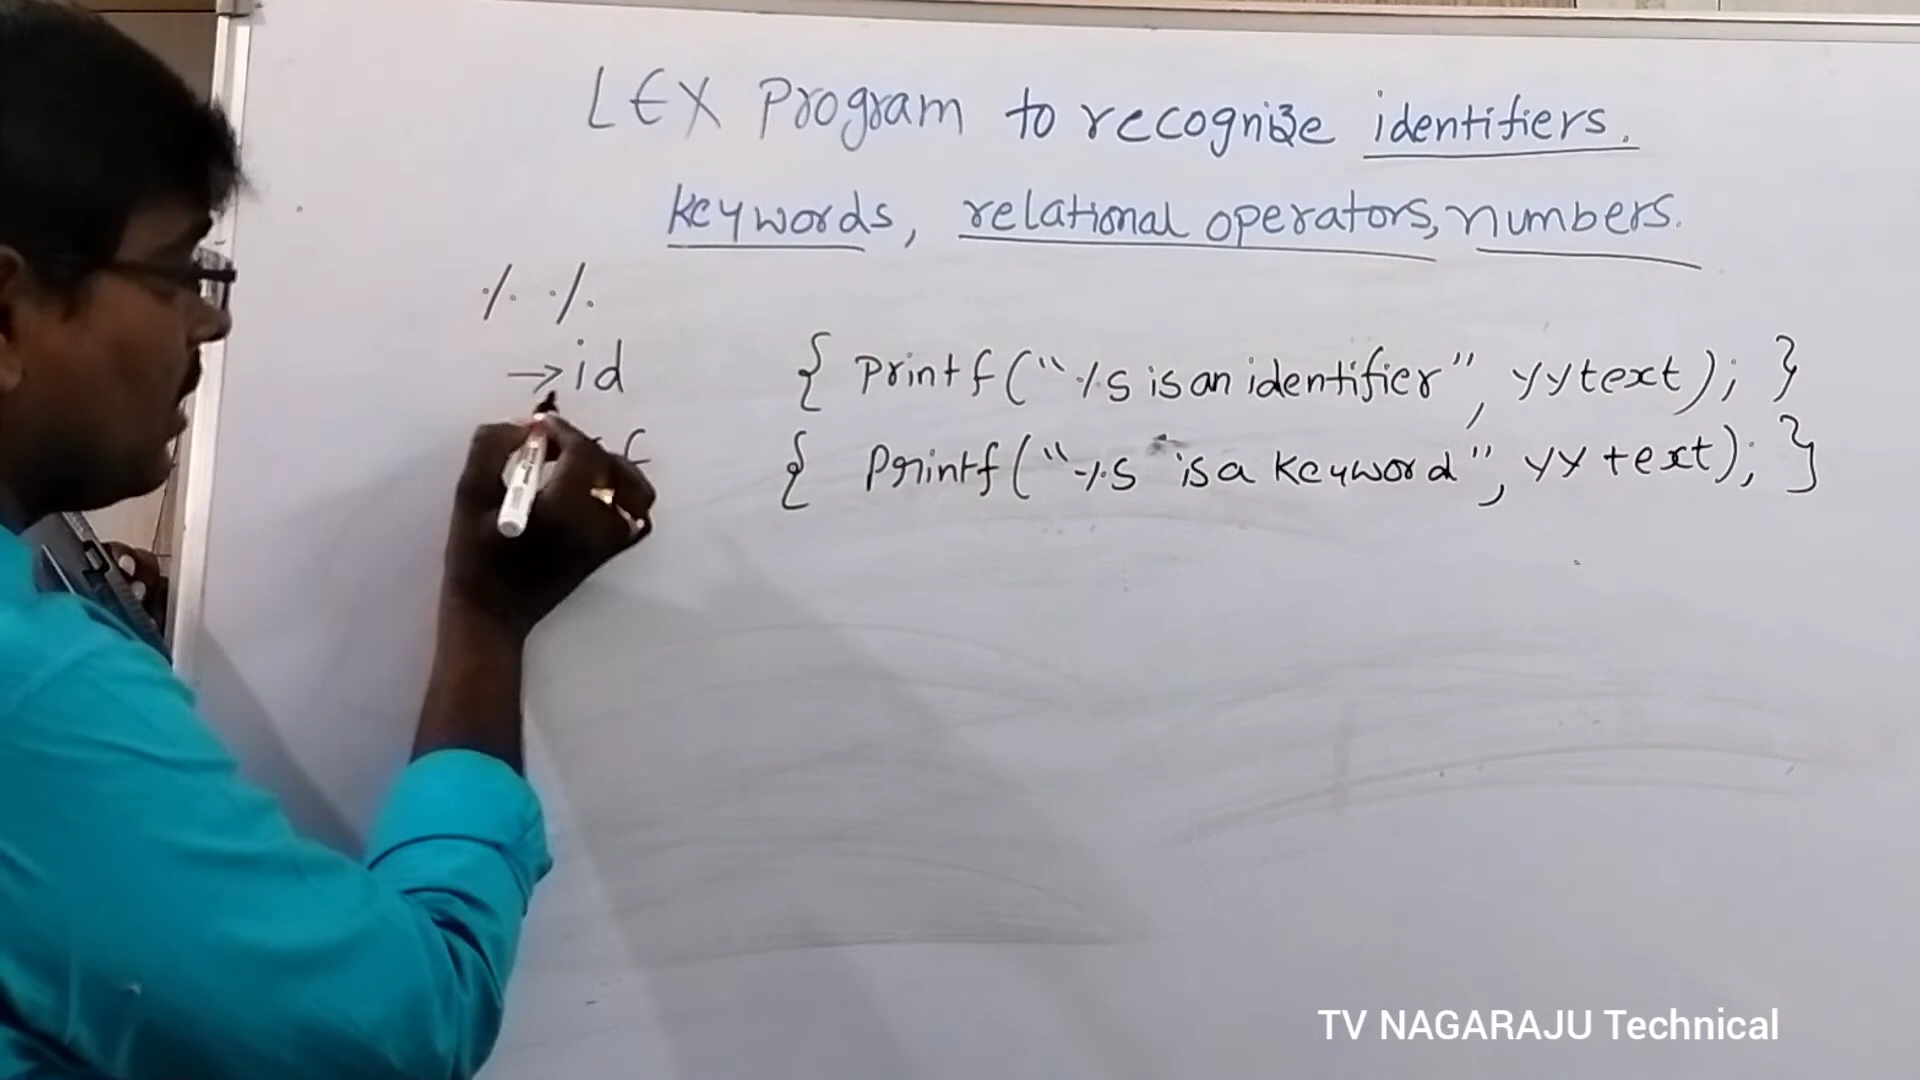 LEX Program to recognize identifiers.
keywords, relational operators, numbers.
%%
→id { printf("%s is an identifier", yytext); }
{ printf("%s is a keyword", yytext); }
TV NAGARAJU Technical